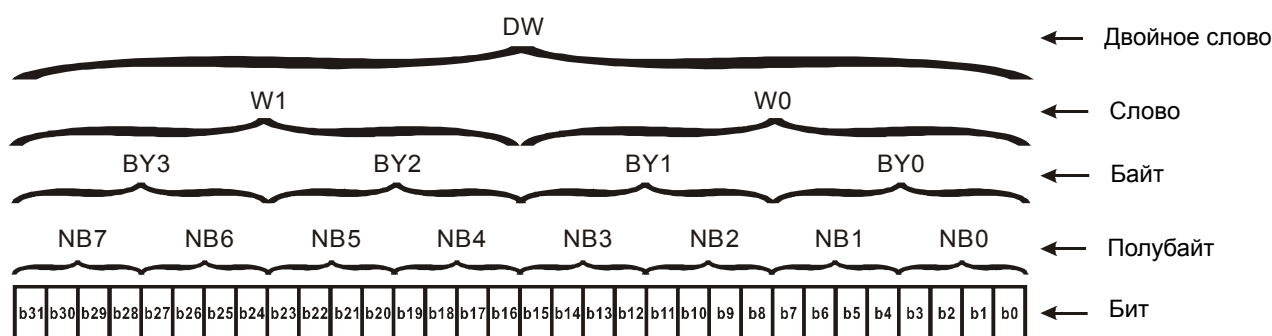 DW Двойное слово
W1 W0 Слово
BY3 BY2 BY1 BY0 Байт
NB7 NB6 NB5 NB4 NB3 NB2 NB1 NB0 Полубайт
b31 b30 b29 b28 b27 b26 b25 b24 b23 b22 b21 b20 b19 b18 b17 b16 b15 b14 b13 b12 b11 b10 b9 b8 b7 b6 b5 b4 b3 b2 b1 b0 Бит